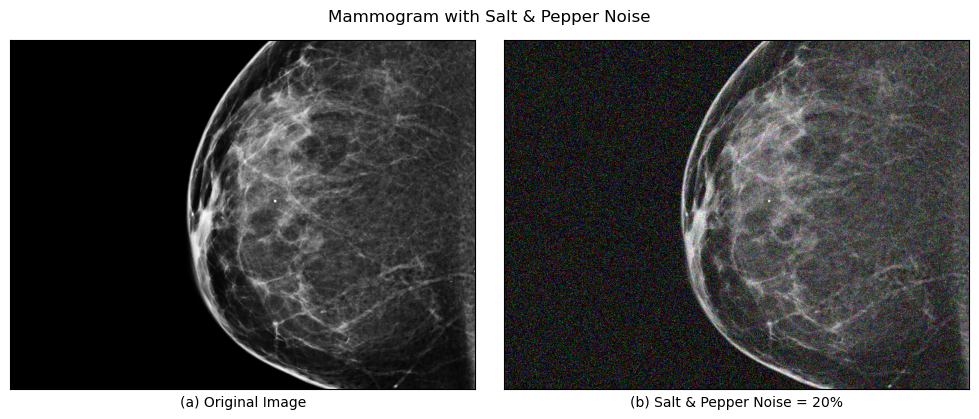 Mammogram with Salt & Pepper Noise
(a) Original Image
(b) Salt & Pepper Noise = 20%